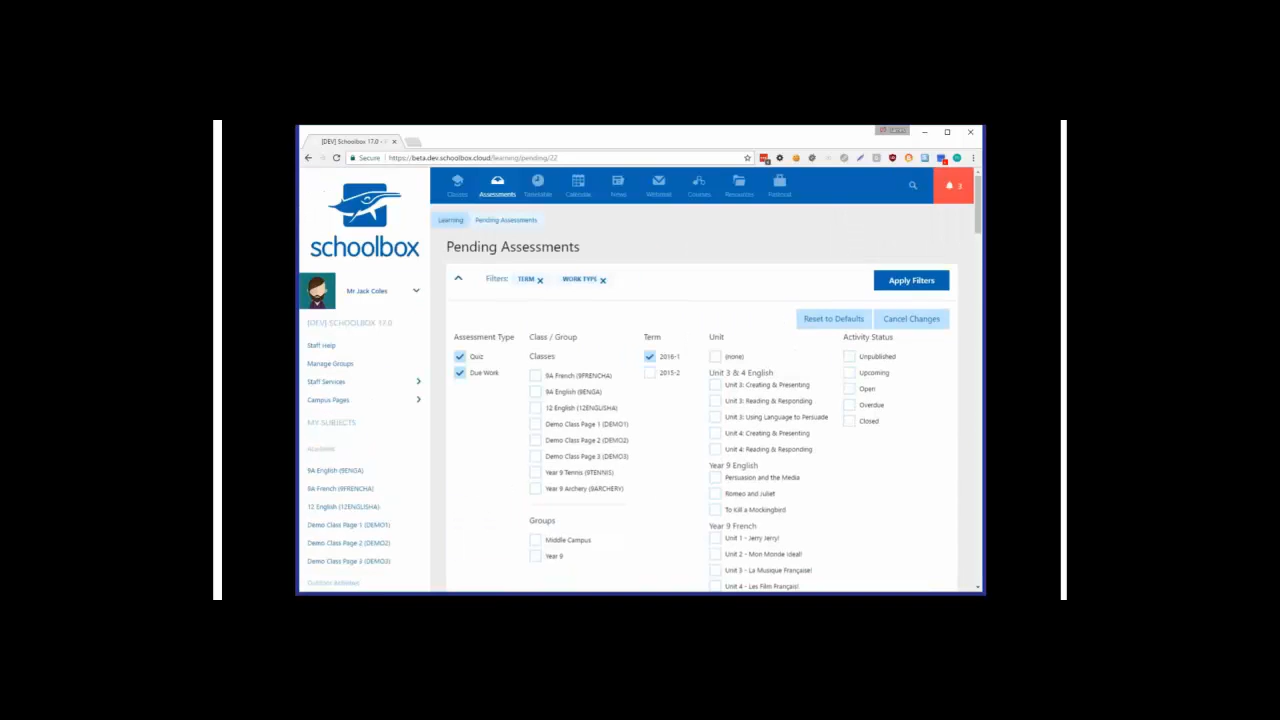 [DEV] Schoolbox 17.0 -
Secure
https://beta.dev.schoolbox.cloud/learning/pending/22
schoolbox
Mr Jack Coles
[DEV] SCHOOLBOX 17.0
Staff Help
Manage Groups
Staff Services
Campus Pages
MY SUBJECTS
Academic
9A English (9ENGA)
9A French (9FRENCHA)
12 English (12ENGLISHA)
Demo Class Page 1 (DEMO1)
Demo Class Page 2 (DEMO2)
Demo Class Page 3 (DEMO3)
Classes
Assessments
Timetable
Calendar
News
Webmail
Courses
Resources
Pastoral
3
Learning
Pending Assessments
Pending Assessments
Filters:
TERM
WORK TYPE
Apply Filters
Reset to Defaults
Cancel Changes
Assessment Type
Quiz
Due Work
Class / Group
Classes
9A French (9FRENCHA)
9A English (9ENGA)
12 English (12ENGLISHA)
Demo Class Page 1 (DEMO1)
Demo Class Page 2 (DEMO2)
Demo Class Page 3 (DEMO3)
Year 9 Tennis (9TENNIS)
Year 9 Archery (9ARCHERY)
Groups
Middle Campus
Year 9
Term
2016-1
2015-2
Unit
(none)
Unit 3 & 4 English
Unit 3: Creating & Presenting
Unit 3: Reading & Responding
Unit 3: Using Language to Persuade
Unit 4: Creating & Presenting
Unit 4: Reading & Responding
Year 9 English
Persuasion and the Media
Romeo and Juliet
To Kill a Mockingbird
Year 9 French
Unit 1 - Jerry Jerry!
Unit 2 - Mon Monde Ideal!
Unit 3 - La Musique Française!
Unit 4 - Les Film Français!
Activity Status
Unpublished
Upcoming
Open
Overdue
Closed